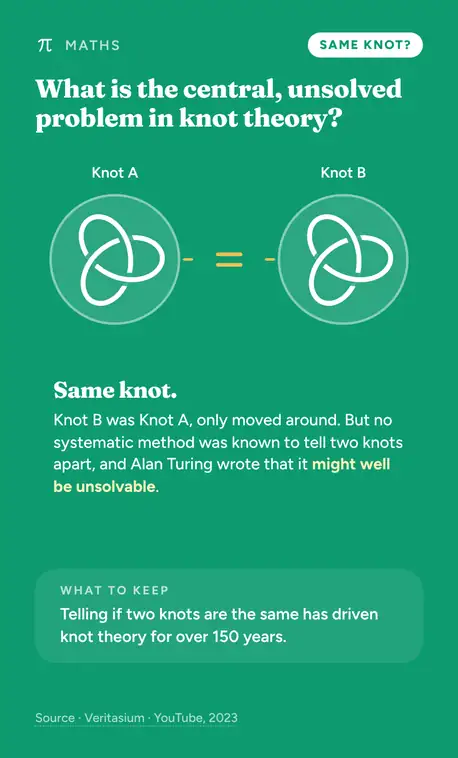 π MATHS
SAME KNOT?
What is the central, unsolved
problem in knot theory?
Knot A
Knot B
=
Same knot.
Knot B was Knot A, only moved around. But no
systematic method was known to tell two knots
apart, and Alan Turing wrote that it might well
be unsolvable.
WHAT TO KEEP
Telling if two knots are the same has driven
knot theory for over 150 years.
Source · Veritasium · YouTube, 2023